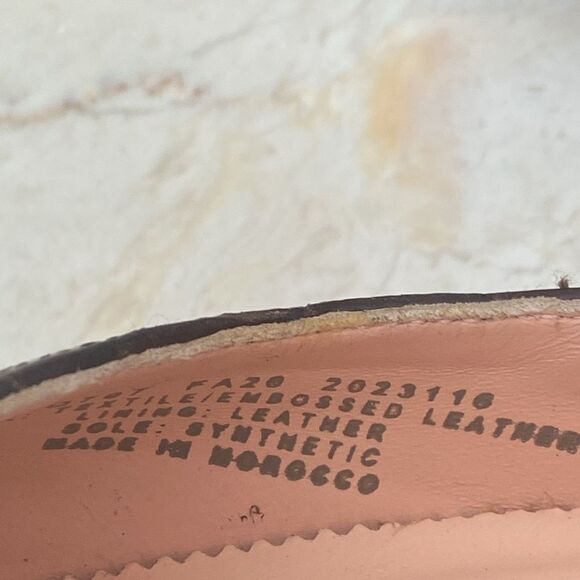 FA20 2023116
TEXTILE/EMBOSSED LEATHER
LINING: LEATHER
SOLE: SYNTHETIC
MADE IN MOROCCO